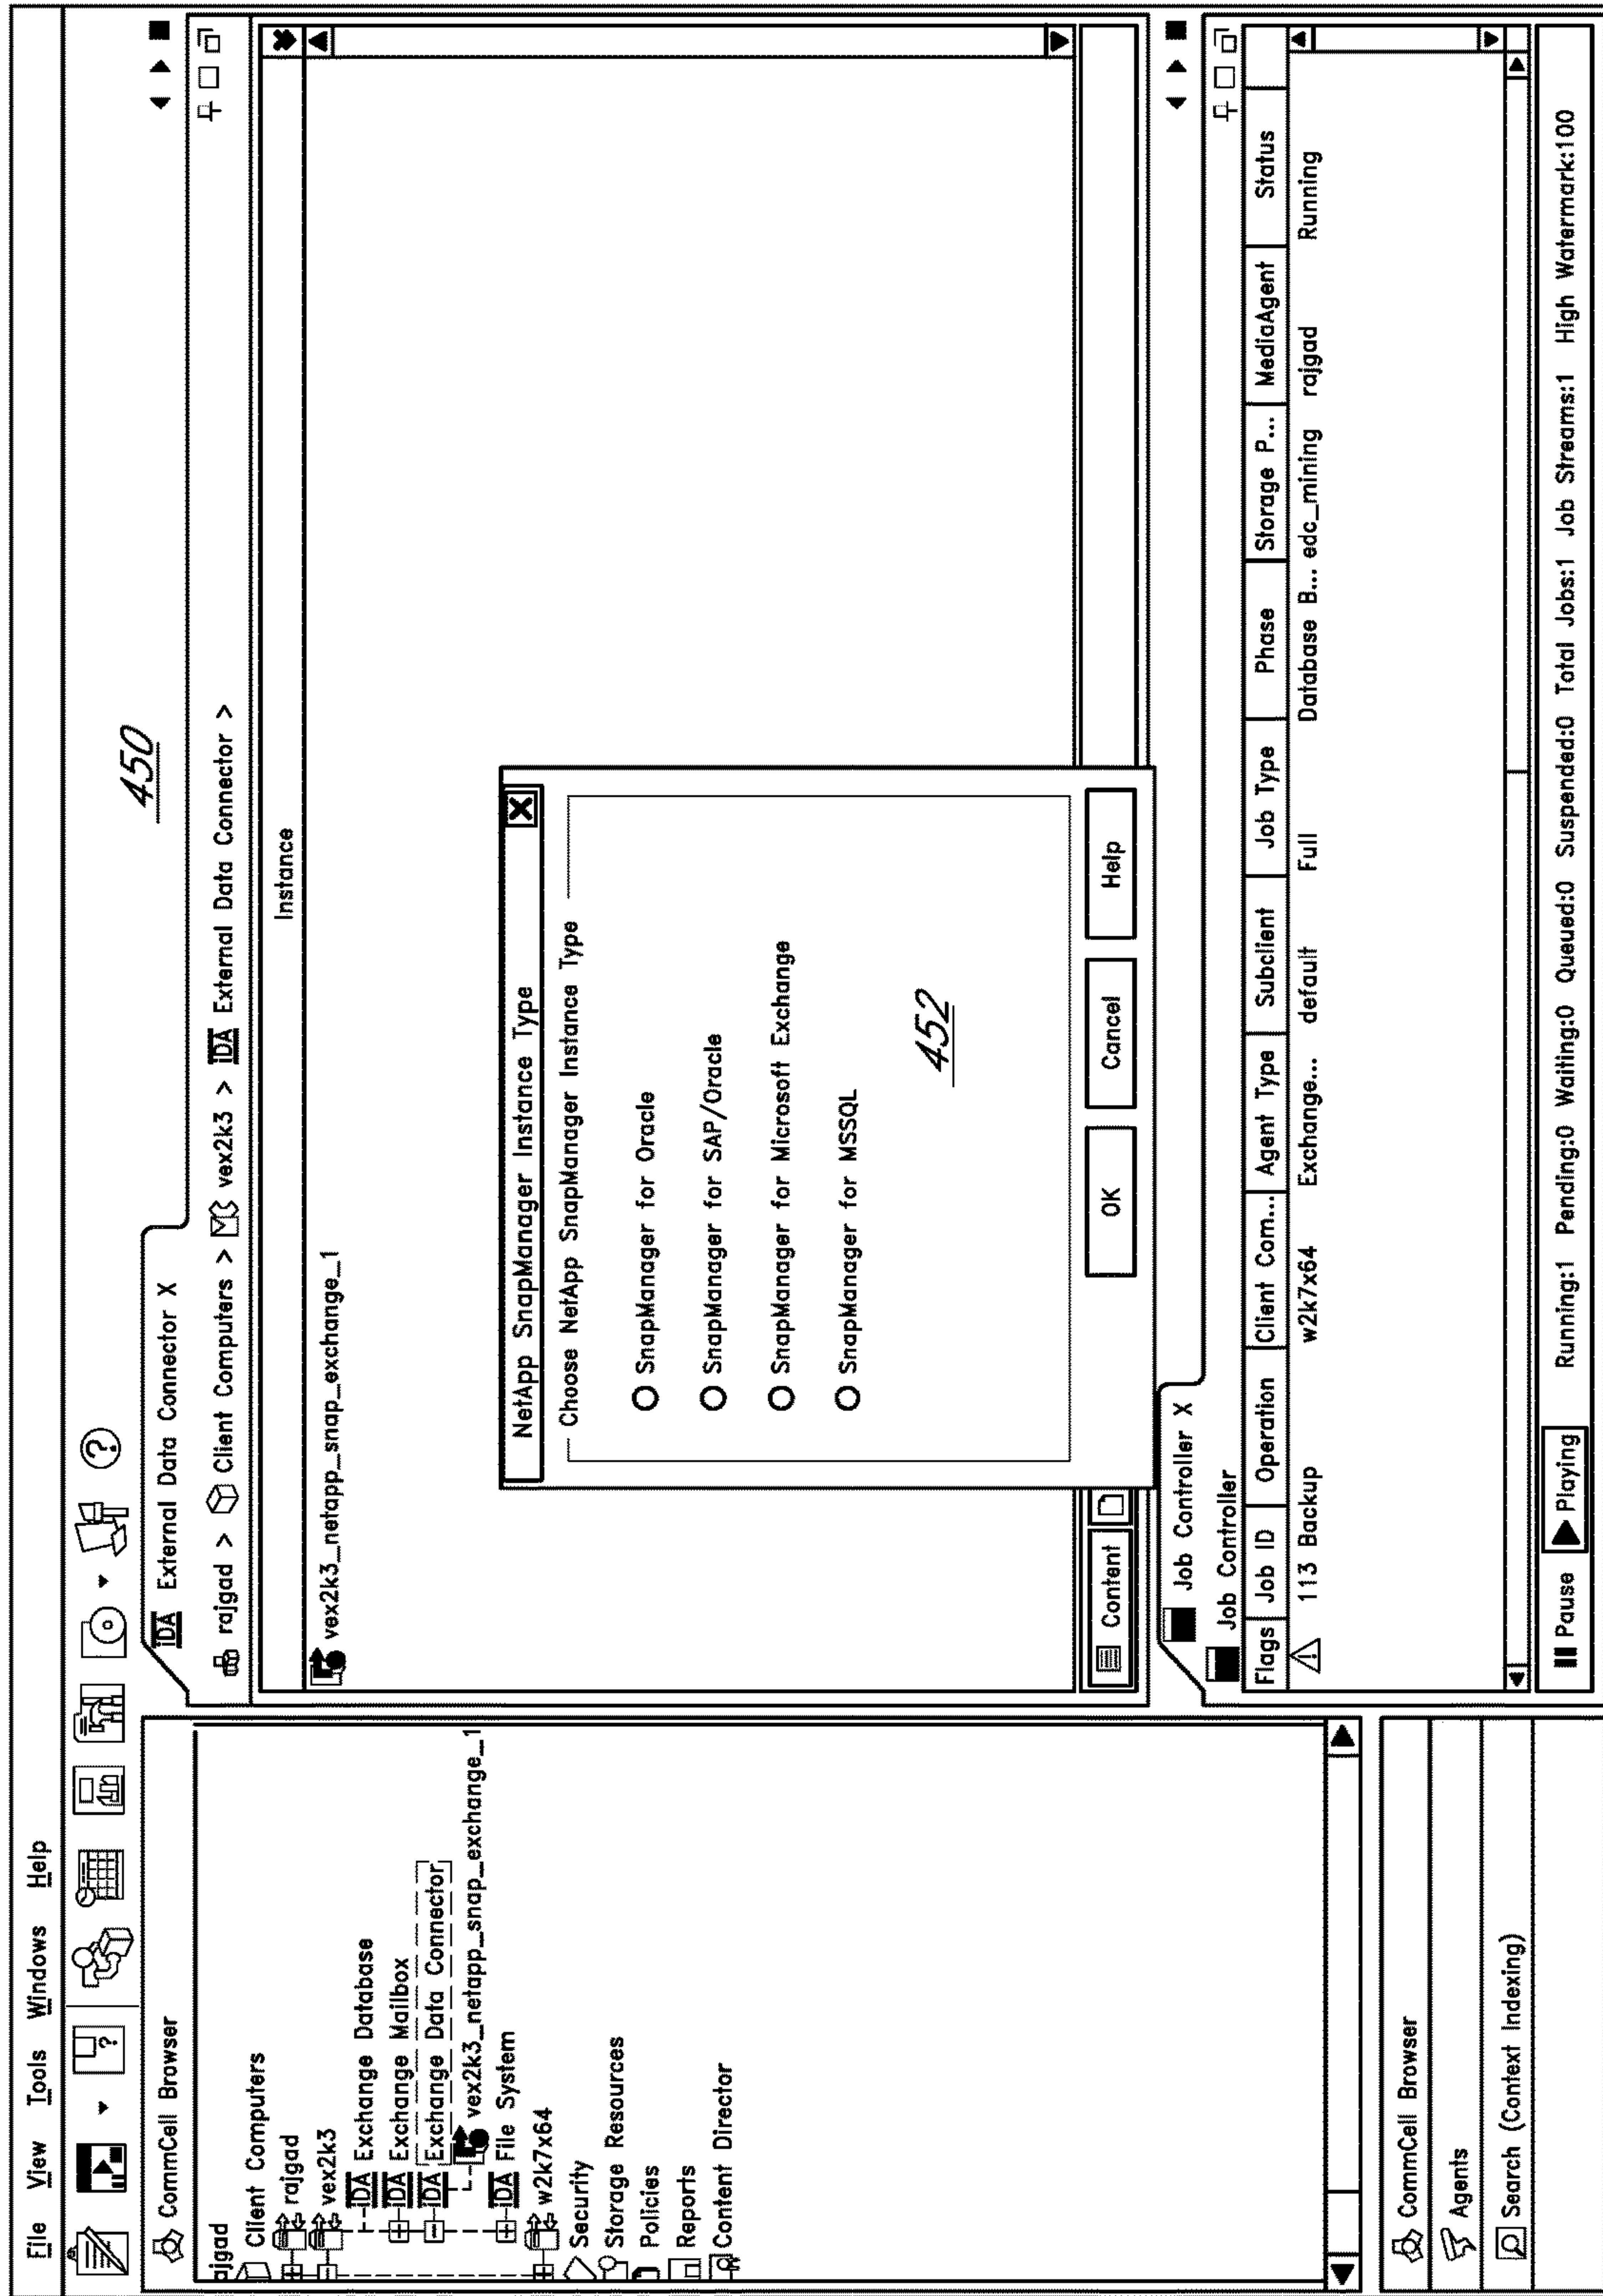 File View Tools Windows Help
450
CommCell Browser
ajgad
Client Computers
rajgad
vex2k3
iDA Exchange Database
iDA Exchange Mailbox
iDA Exchange Data Connector
vex2k3_netapp_snap_exchange_1
iDA File System
w2k7x64
Security
Storage Resources
Policies
Reports
Content Director
CommCell Browser
Agents
Search (Context Indexing)
iDA External Data Connector X
rajgad > Client Computers > vex2k3 > iDA External Data Connector >
Instance
vex2k3_netapp_snap_exchange_1
NetApp SnapManager Instance Type
Choose NetApp SnapManager Instance Type
SnapManager for Oracle
SnapManager for SAP/Oracle
SnapManager for Microsoft Exchange
SnapManager for MSSQL
452
OK Cancel Help
Content
Job Controller X
Job Controller
Flags Job ID Operation Client Com... Agent Type Subclient Job Type Phase Storage P... MediaAgent Status
113 Backup w2k7x64 Exchange... default Full Database B... edc_mining rajgad Running
Pause Playing Running:1 Pending:0 Waiting:0 Queued:0 Suspended:0 Total Jobs:1 Job Streams:1 High Watermark:100